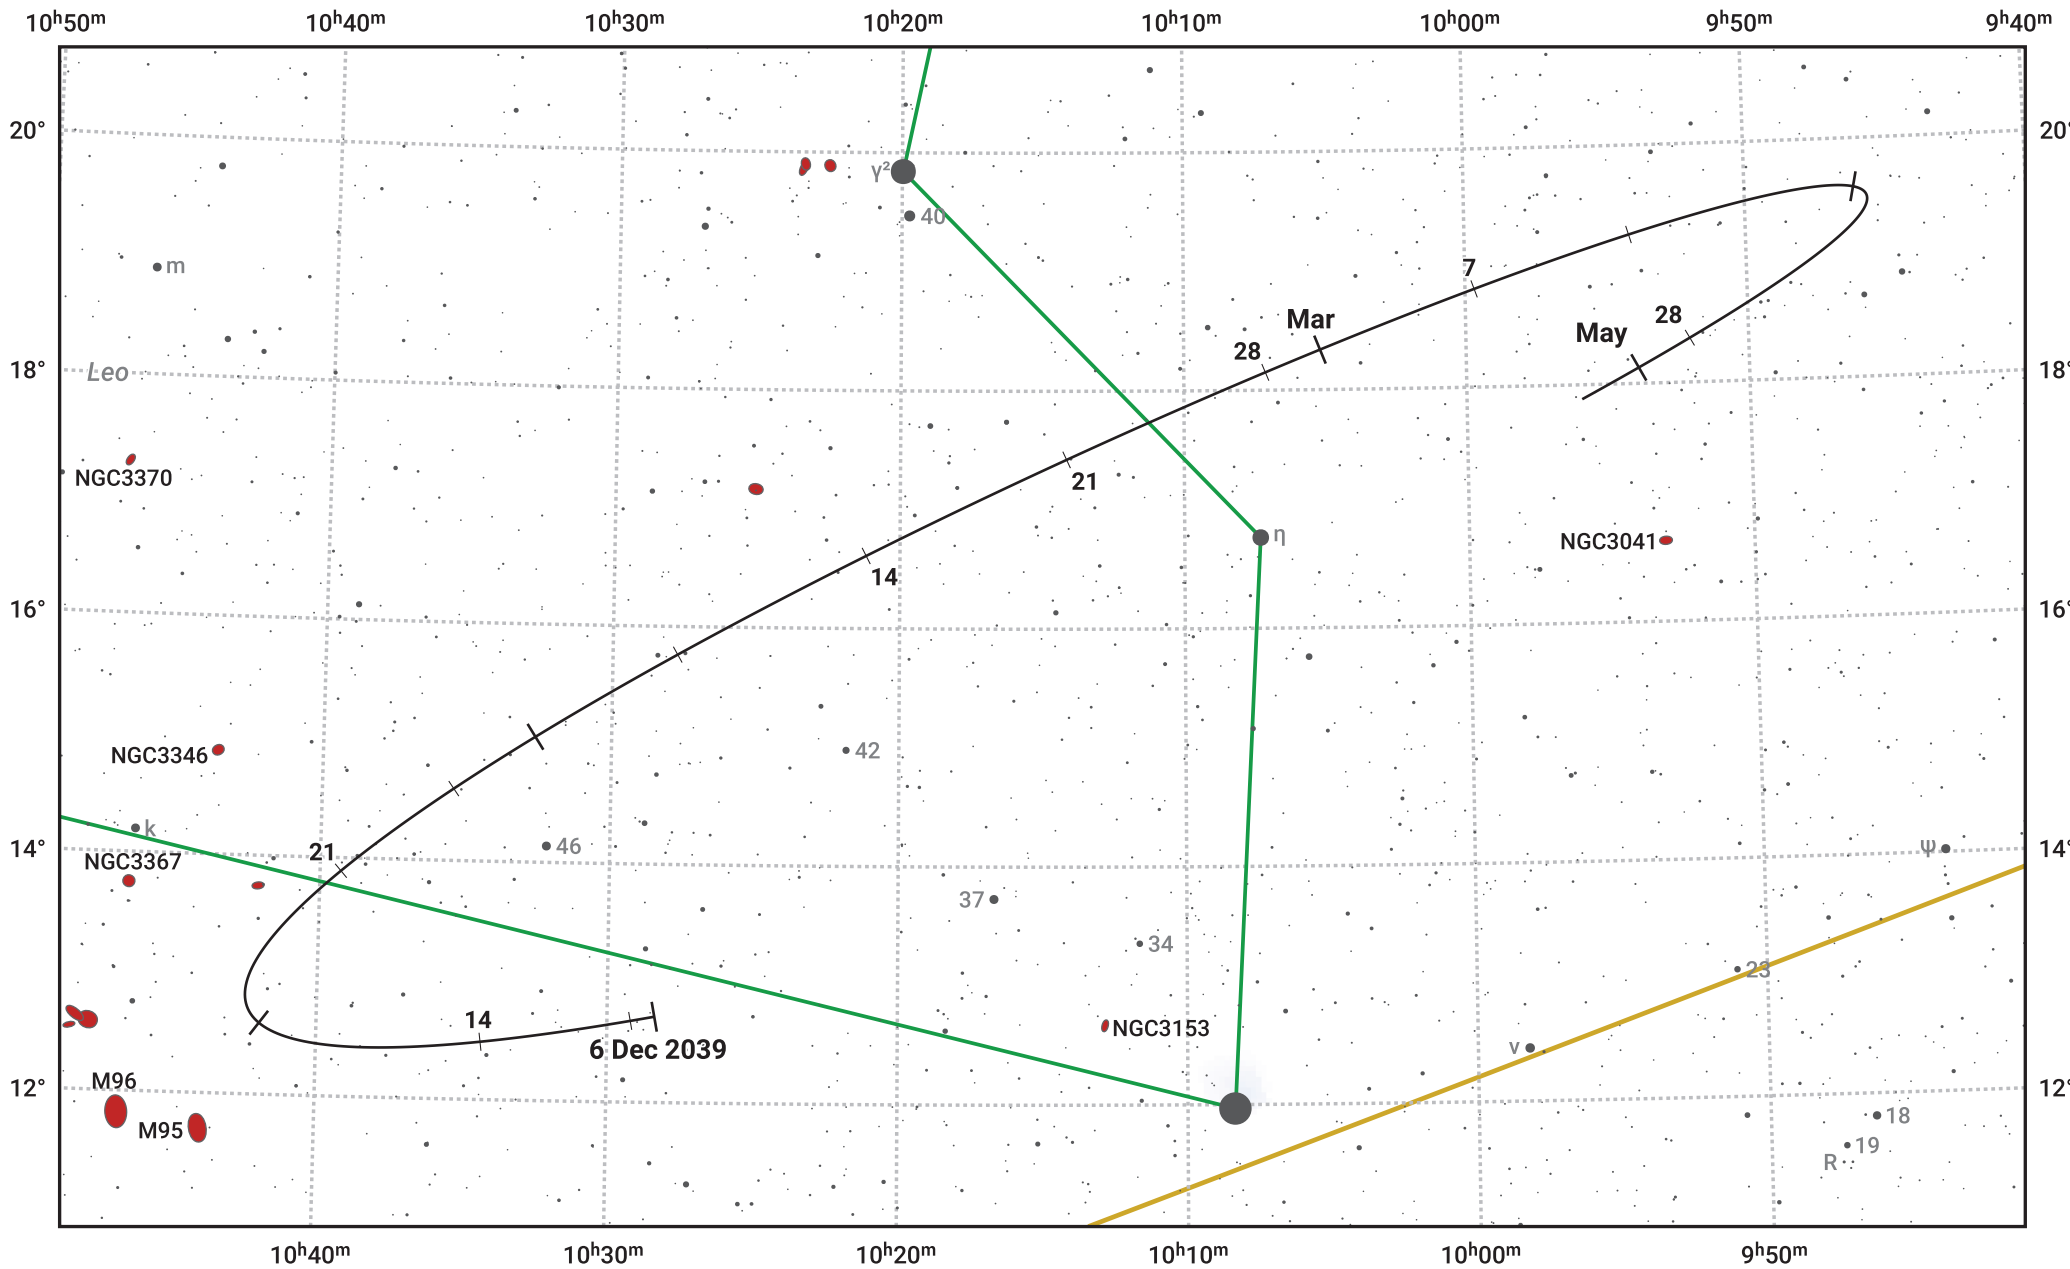 10ʰ50ᵐ 10ʰ40ᵐ 10ʰ30ᵐ 10ʰ20ᵐ 10ʰ10ᵐ 10ʰ00ᵐ 9ʰ50ᵐ 9ʰ40ᵐ
20° 20°
γ²
40
m
7
Mar
28
May
28
18° Leo 18°
NGC3370
21
η
NGC3041
14
16° 16°
42
NGC3346
k
46
21
14° ψ 14°
NGC3367
37
34
23
14
NGC3153
6 Dec 2039
ν
M96
12° 12°
M95
18
19
R
10ʰ40ᵐ 10ʰ30ᵐ 10ʰ20ᵐ 10ʰ10ᵐ 10ʰ00ᵐ 9ʰ50ᵐ